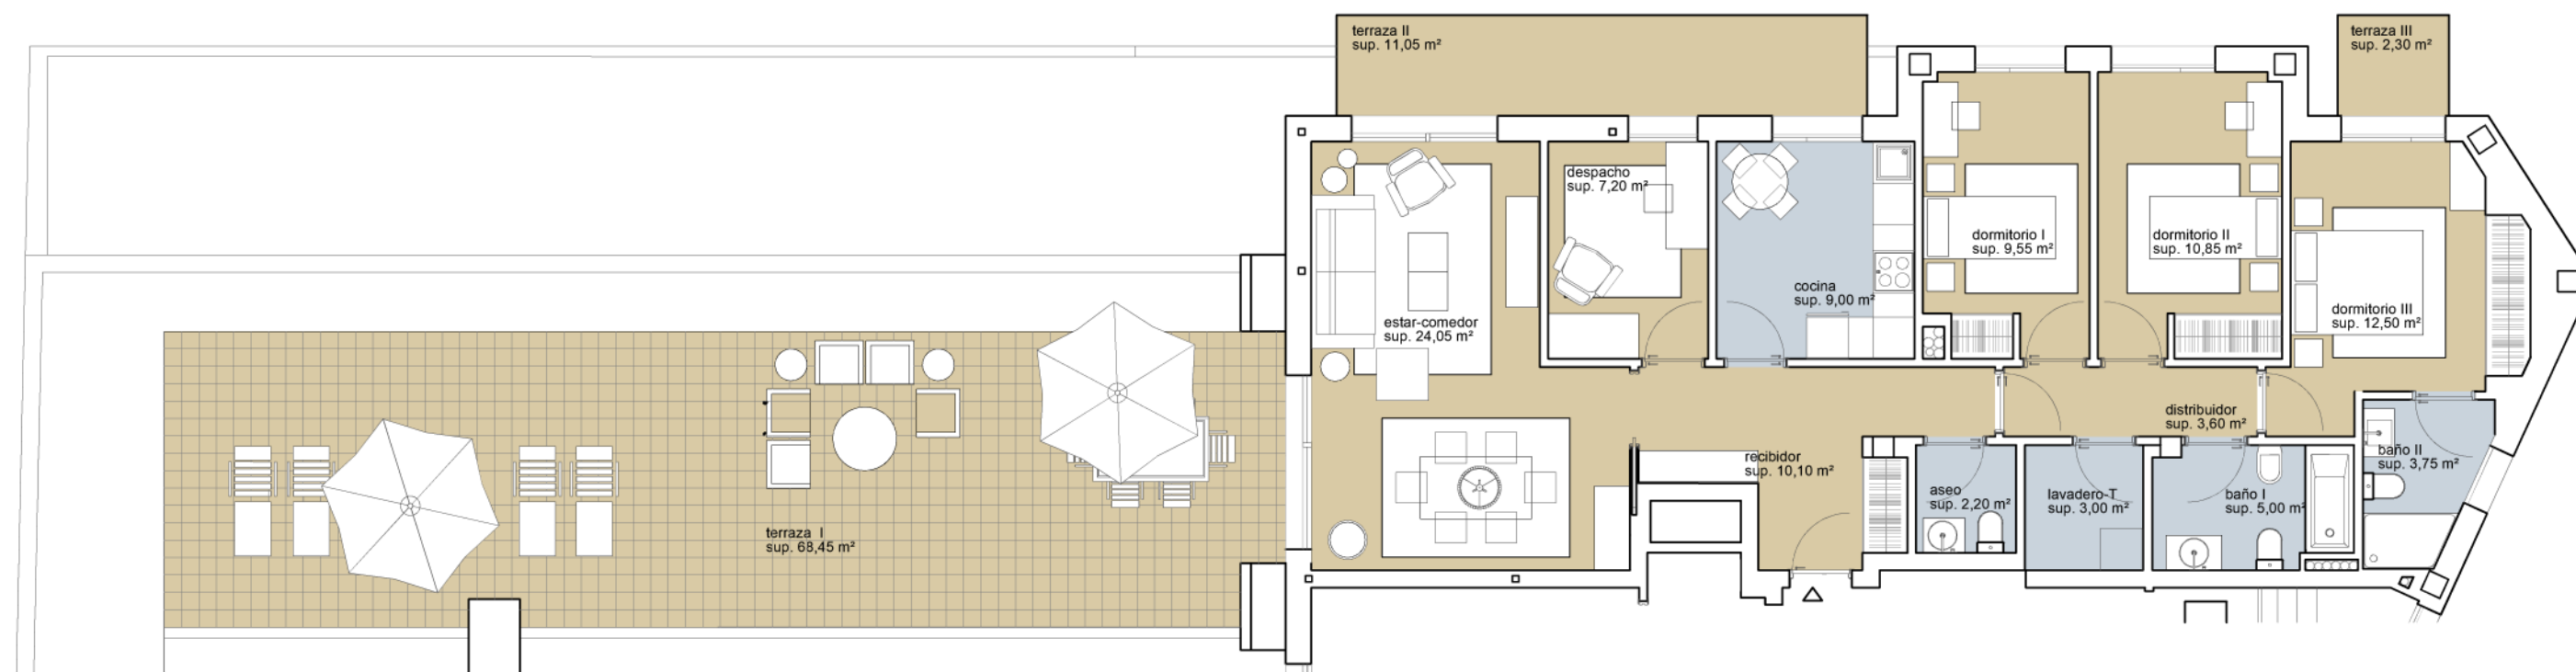 terraza II
sup. 11,05 m²
terraza III
sup. 2,30 m²
despacho
sup. 7,20 m²
cocina
sup. 9,00 m²
dormitorio I
sup. 9,55 m²
dormitorio II
sup. 10,85 m²
dormitorio III
sup. 12,50 m²
estar-comedor
sup. 24,05 m²
distribuidor
sup. 3,60 m²
recibidor
sup. 10,10 m²
aseo
sup. 2,20 m²
lavadero-T
sup. 3,00 m²
baño I
sup. 5,00 m²
baño II
sup. 3,75 m²
terraza I
sup. 68,45 m²